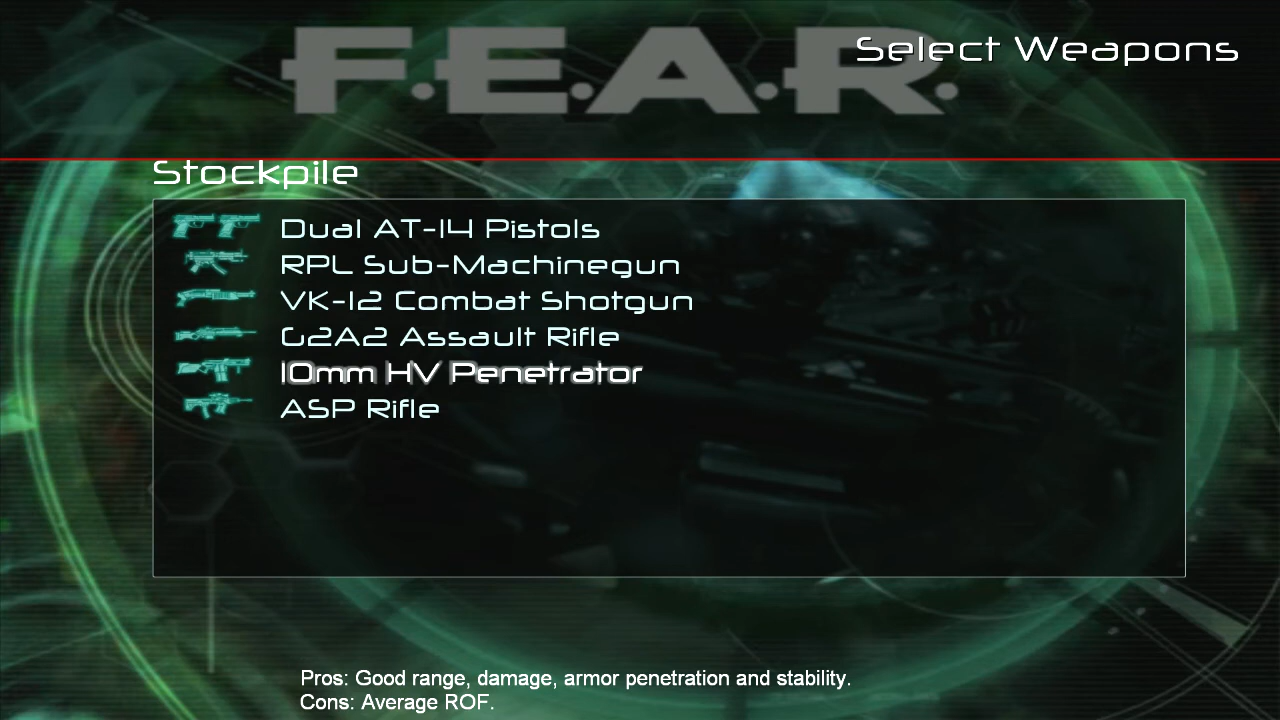 F.E.A.R.
Select Weapons
Stockpile
Dual AT-14 Pistols
RPL Sub-Machinegun
VK-12 Combat Shotgun
G2A2 Assault Rifle
10mm HV Penetrator
ASP Rifle
Pros: Good range, damage, armor penetration and stability.
Cons: Average ROF.